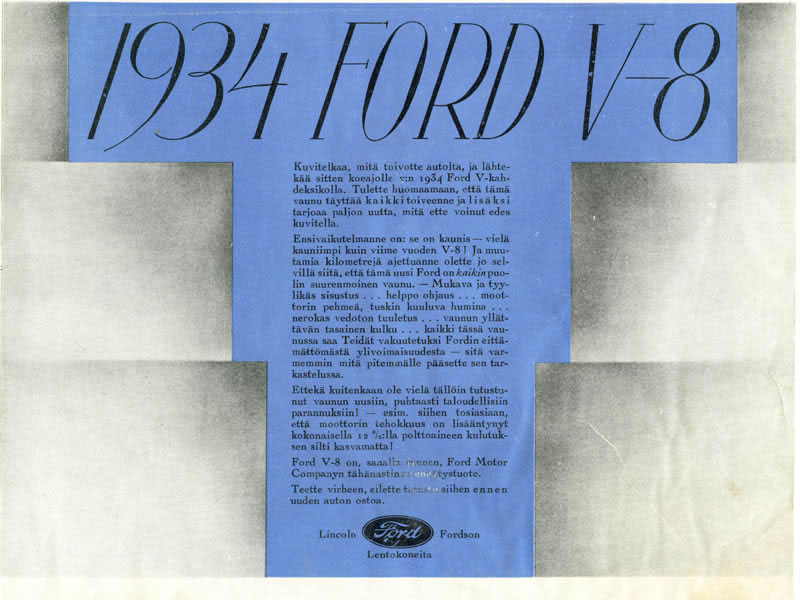 1934 FORD V-8
Kuvitelkaa, mitä toivotte autolta, ja lähte-
kää sitten koeajolle v:n 1934 Ford V-kah-
deksikolla. Tulette huomaamaan, että tämä
vaunu täyttää kaikki toiveenne ja lisäksi
tarjoaa paljon uutta, mitä ette voinut edes
kuvitella.
Ensivaikutelmanne on: se on kaunis — vielä
kauniimpi kuin viime vuoden V-8! Ja muu-
tamia kilometrejä ajettuanne olette jo sel-
villä siitä, että tämä uusi Ford on kaikin puo-
lin suurenmoinen vaunu. — Mukava ja tyy-
likäs sisustus . . . helppo ohjaus . . . moot-
torin pehmeä, tuskin kuuluva humina . . .
nerokas vedoton tuuletus . . . vaunun yllät-
tävän tasainen kulku . . . kaikki tässä vau-
nussa saa Teidät vakuutetuksi Fordin eittä-
mättömästä ylivoimaisuudesta — sitä var-
memmin mitä pitemmälle pääsette sen tar-
kastelussa.
Ettekä kuitenkaan ole vielä tällöin tutustu-
nut vaunun uusiin, puhtaasti taloudellisiin
parannuksiin! — esim. siihen tosiasiaan,
että moottorin tehokkuus on lisääntynyt
kokonaisella 12 %:lla polttoaineen kulutuk-
sen silti kasvamatta!
Ford V-8 on, sanalla Ford Motor
Companyn tähänastinen
Teette virheen, ellette tutustu siihen ennen
uuden auton ostoa.
Lincoln Ford Fordson
Lentokoneita